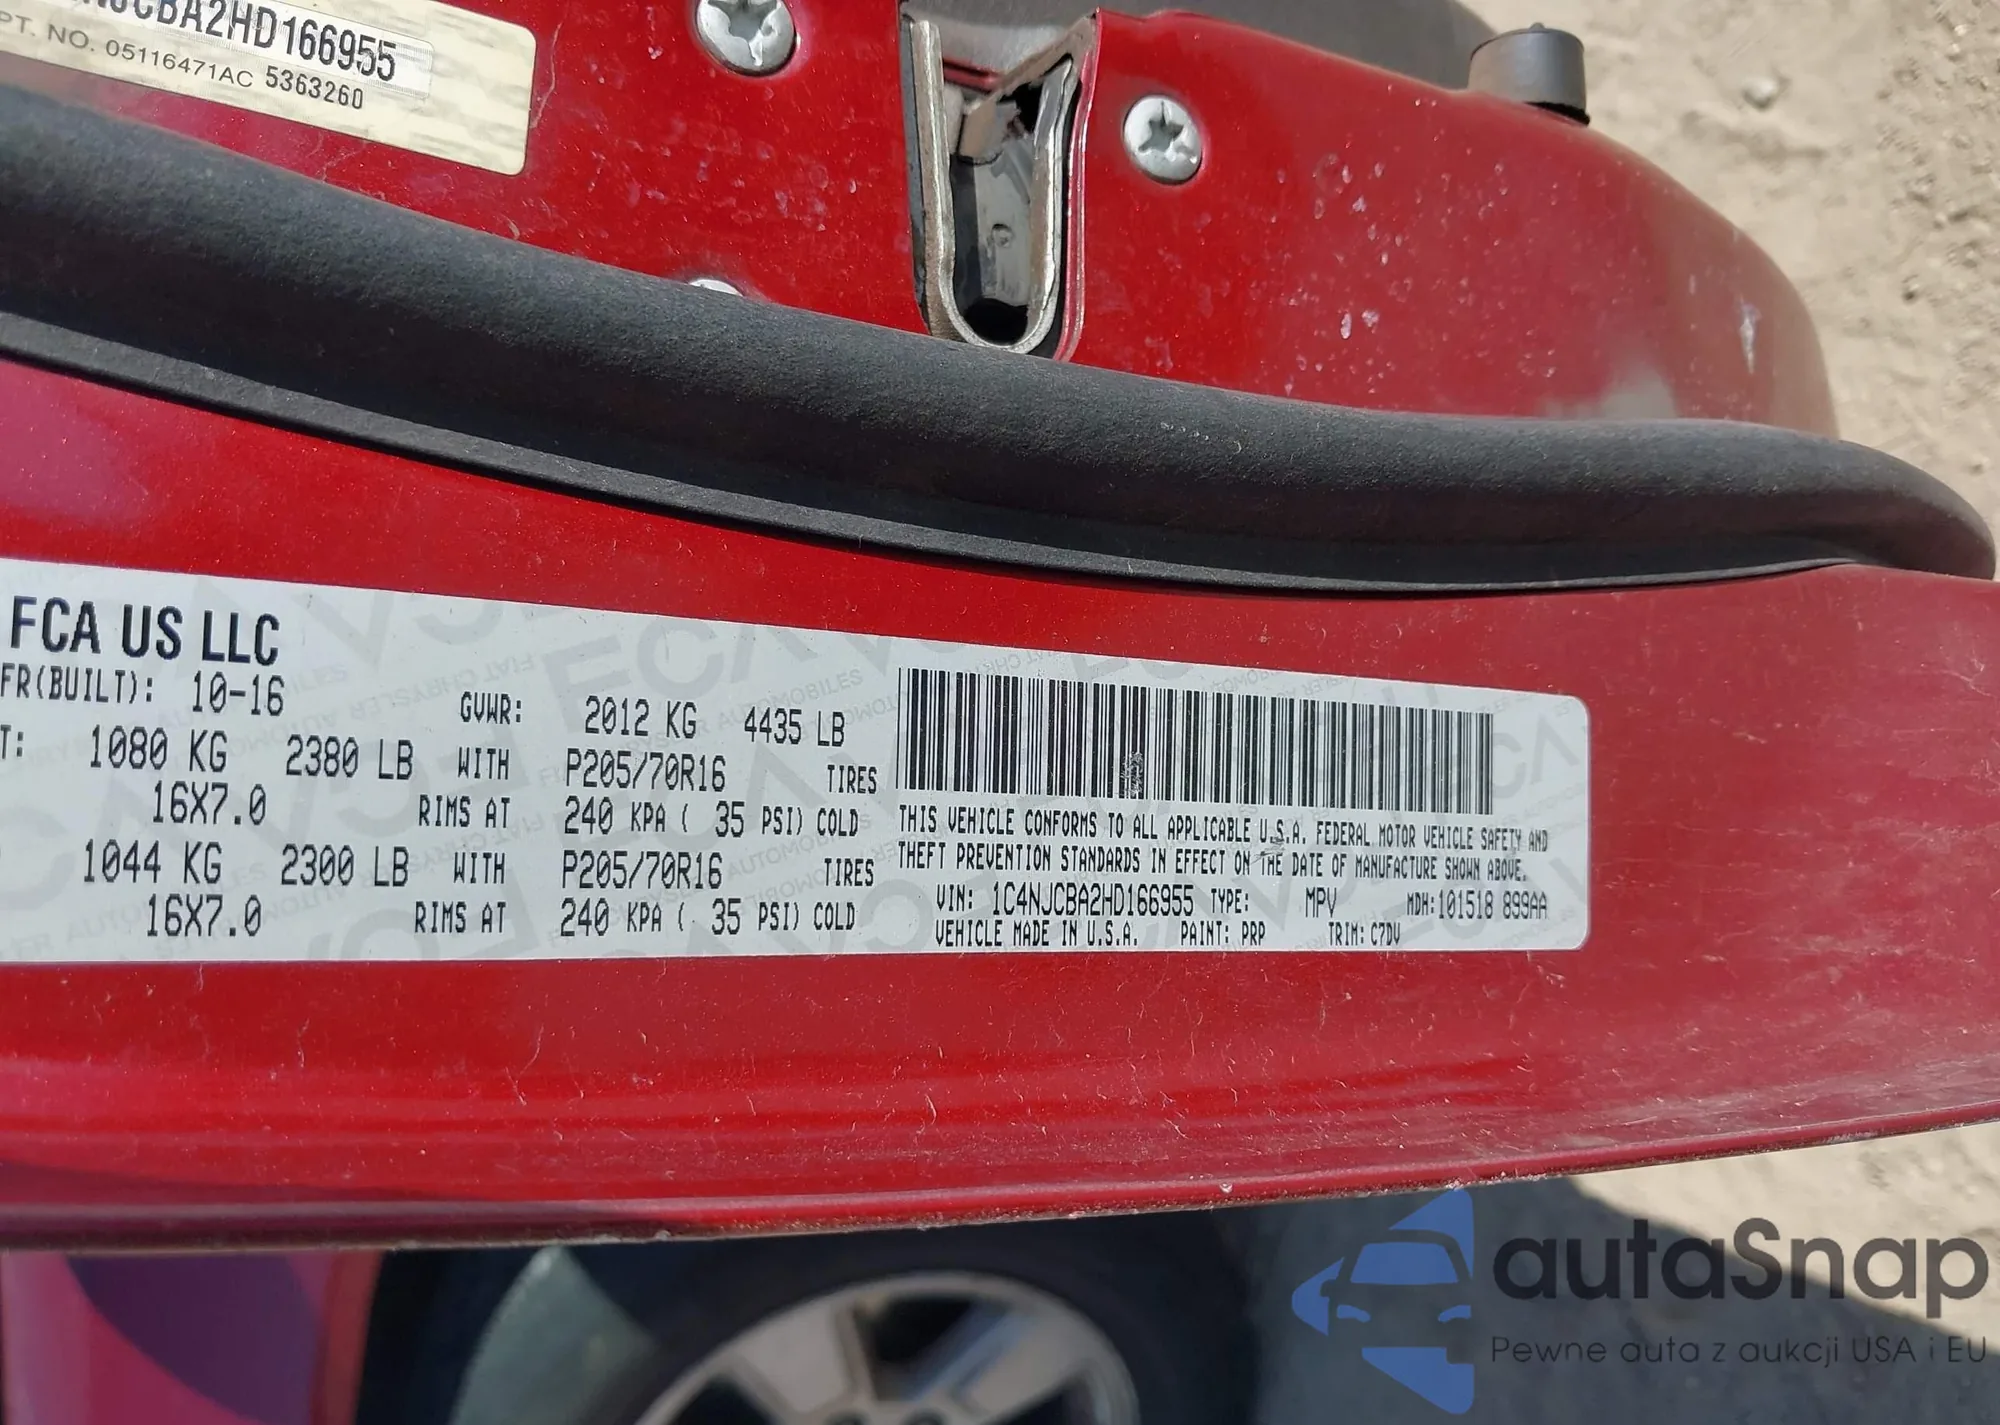 NJCBA2HD166955
PT. NO. 05116471AC 5363260
FCA US LLC
FR(BUILT): 10-16 GVWR: 2012 KG 4435 LB
T: 1080 KG 2380 LB WITH P205/70R16 TIRES
16X7.0 RIMS AT 240 KPA ( 35 PSI) COLD
1044 KG 2300 LB WITH P205/70R16 TIRES
16X7.0 RIMS AT 240 KPA ( 35 PSI) COLD
THIS VEHICLE CONFORMS TO ALL APPLICABLE U.S.A. FEDERAL MOTOR VEHICLE SAFETY AND
THEFT PREVENTION STANDARDS IN EFFECT ON THE DATE OF MANUFACTURE SHOWN ABOVE.
VIN: 1C4NJCBA2HD166955 TYPE: MPV MDH:101518 899AA
VEHICLE MADE IN U.S.A. PAINT: PRP TRIM: C7DV
autaSnap
Pewne auta z aukcji USA i EU